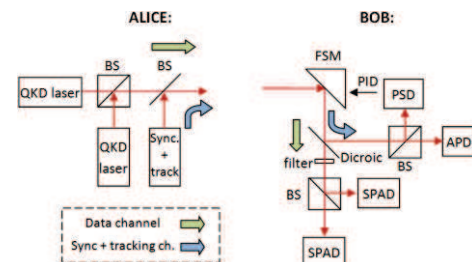 ALICE:
BOB:
BS
BS
FSM
QKD laser
PID
PSD
QKD
laser
Sync.
+
track
APD
filter
Dicroic
BS
BS
SPAD
SPAD
Data channel
Sync + tracking ch.